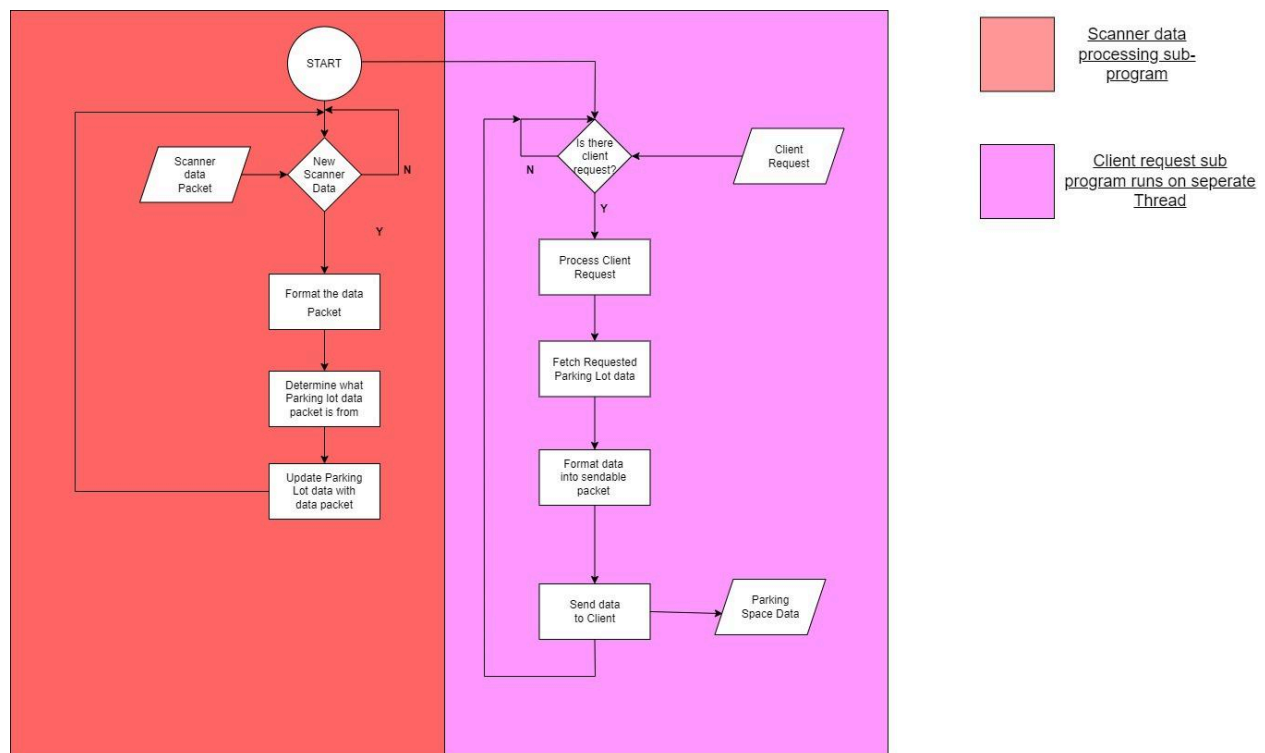 START
New
Scanner
Data
Scanner
data
Packet
N
Y
Format the data
Packet
Determine what
Parking lot data
packet is from
Update Parking
Lot data with
data packet
Is there
client
request?
Client
Request
N
Y
Process Client
Request
Fetch Requested
Parking Lot data
Format data
into sendable
packet
Send data
to Client
Parking
Space Data
Scanner data
processing sub-
program
Client request sub
program runs on seperate
Thread